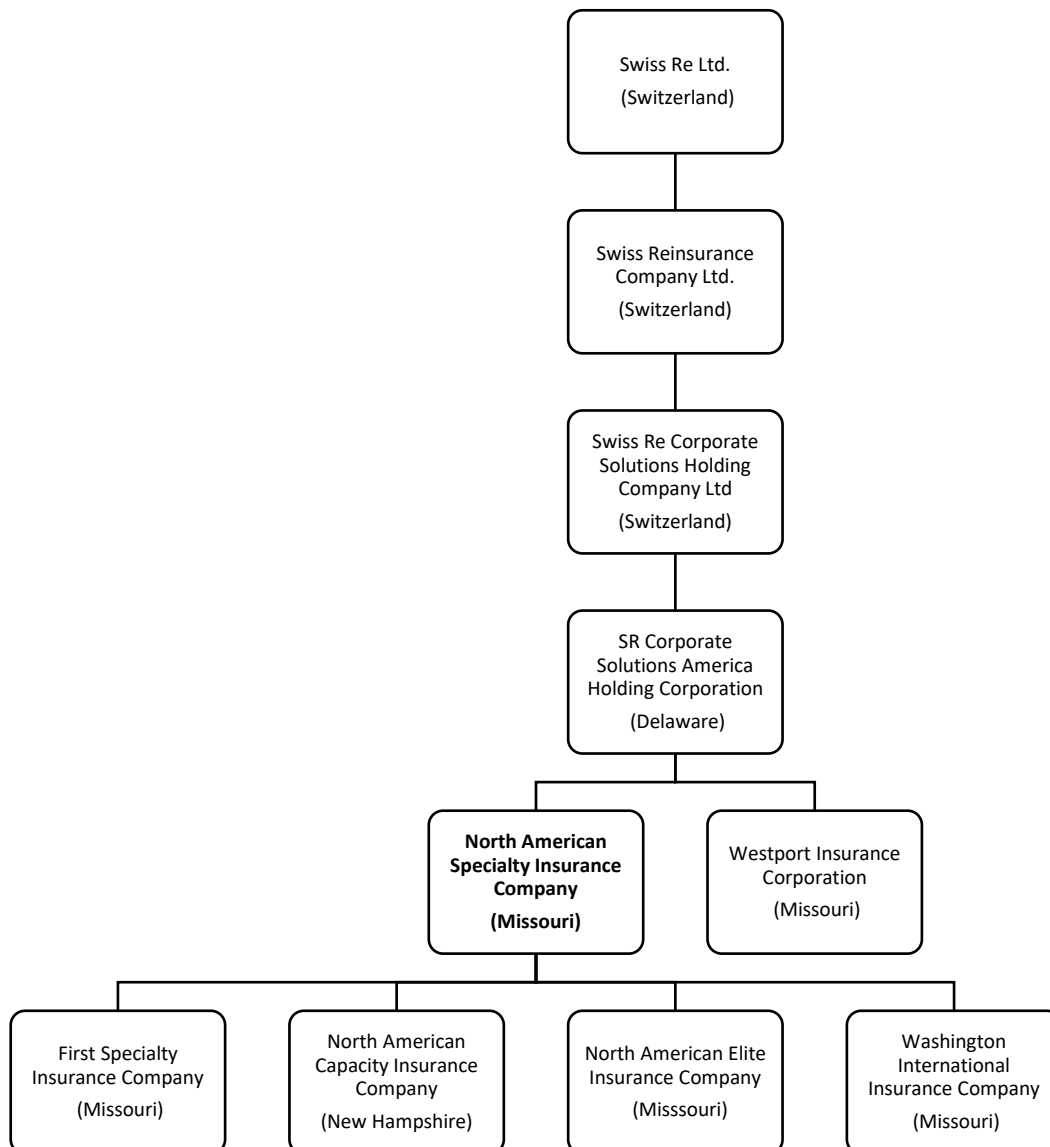 Swiss Re Ltd.
(Switzerland)
Swiss Reinsurance
Company Ltd.
(Switzerland)
Swiss Re Corporate
Solutions Holding
Company Ltd
(Switzerland)
SR Corporate
Solutions America
Holding Corporation
(Delaware)
North American
Specialty Insurance
Company
(Missouri)
Westport Insurance
Corporation
(Missouri)
First Specialty
Insurance Company
(Missouri)
North American
Capacity Insurance
Company
(New Hampshire)
North American Elite
Insurance Company
(Misssouri)
Washington
International
Insurance Company
(Missouri)